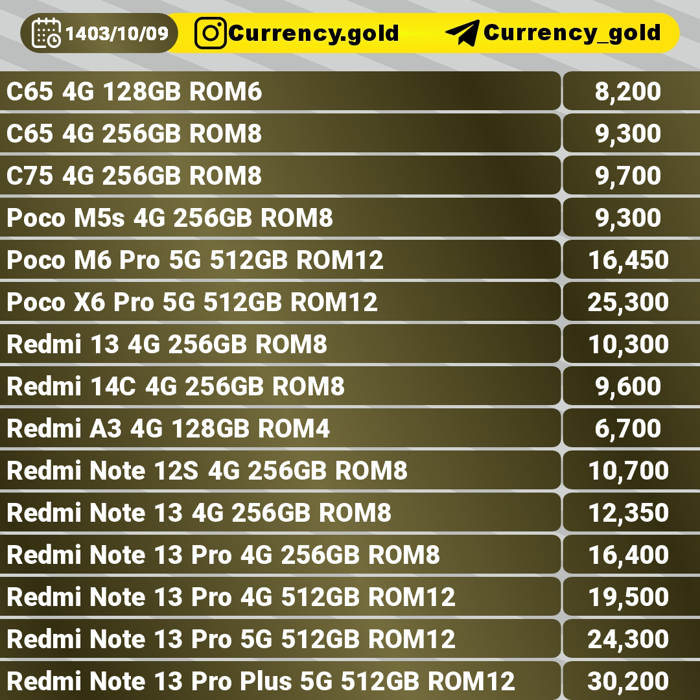 1403/10/09 Currency.gold Currency_gold
C65 4G 128GB ROM6 8,200
C65 4G 256GB ROM8 9,300
C75 4G 256GB ROM8 9,700
Poco M5s 4G 256GB ROM8 9,300
Poco M6 Pro 5G 512GB ROM12 16,450
Poco X6 Pro 5G 512GB ROM12 25,300
Redmi 13 4G 256GB ROM8 10,300
Redmi 14C 4G 256GB ROM8 9,600
Redmi A3 4G 128GB ROM4 6,700
Redmi Note 12S 4G 256GB ROM8 10,700
Redmi Note 13 4G 256GB ROM8 12,350
Redmi Note 13 Pro 4G 256GB ROM8 16,400
Redmi Note 13 Pro 4G 512GB ROM12 19,500
Redmi Note 13 Pro 5G 512GB ROM12 24,300
Redmi Note 13 Pro Plus 5G 512GB ROM12 30,200